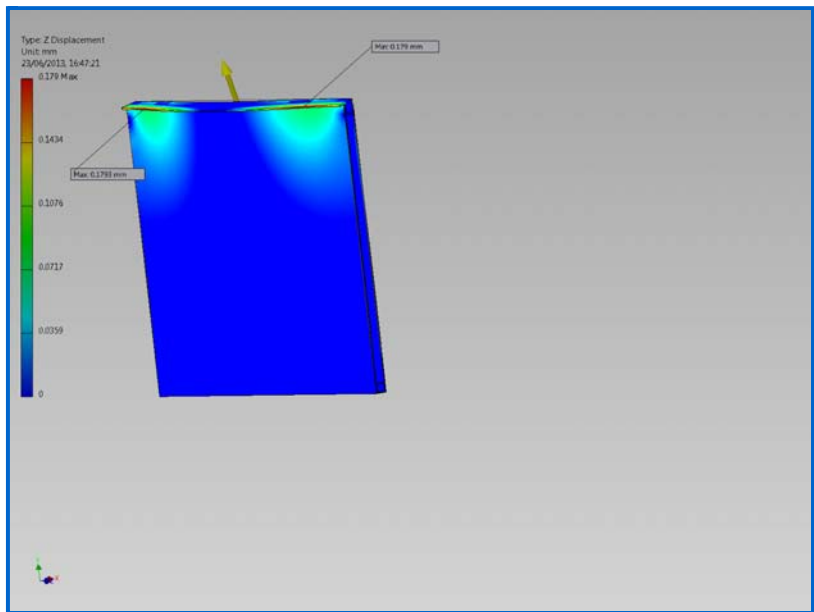 Type: Z Displacement
Unit: mm
23/06/2013, 16:47:21
0.179 Max
Max: 0.179 mm
0.1434
Max: 0.1793 mm
0.1076
0.0717
0.0359
0